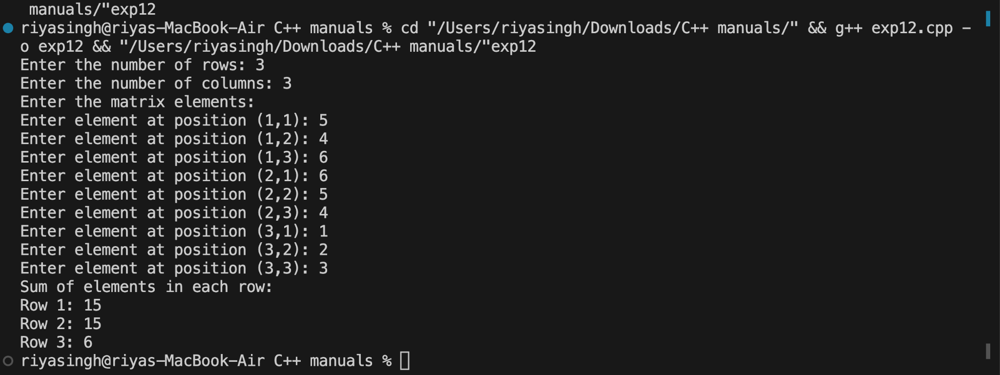 manuals/"exp12
riyasingh@riyas-MacBook-Air C++ manuals % cd "/Users/riyasingh/Downloads/C++ manuals/" && g++ exp12.cpp -
o exp12 && "/Users/riyasingh/Downloads/C++ manuals/"exp12
Enter the number of rows: 3
Enter the number of columns: 3
Enter the matrix elements:
Enter element at position (1,1): 5
Enter element at position (1,2): 4
Enter element at position (1,3): 6
Enter element at position (2,1): 6
Enter element at position (2,2): 5
Enter element at position (2,3): 4
Enter element at position (3,1): 1
Enter element at position (3,2): 2
Enter element at position (3,3): 3
Sum of elements in each row:
Row 1: 15
Row 2: 15
Row 3: 6
riyasingh@riyas-MacBook-Air C++ manuals %